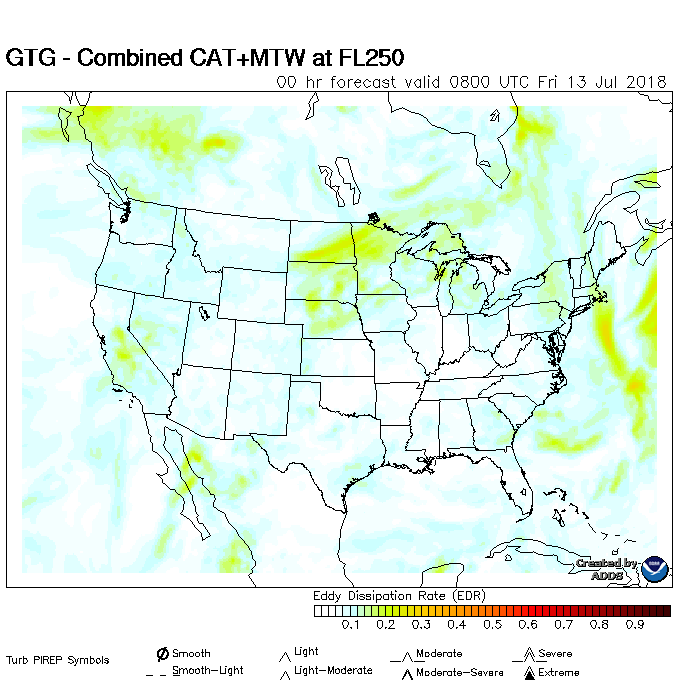 GTG - Combined CAT+MTW at FL250
00 hr forecast valid 0800 UTC Fri 13 Jul 2018
Created by
ADDS
Eddy Dissipation Rate (EDR)
0.1 0.2 0.3 0.4 0.5 0.6 0.7 0.8 0.9
Turb PIREP Symbols
Smooth Light Moderate Severe
Smooth-Light Light-Moderate Moderate-Severe Extreme